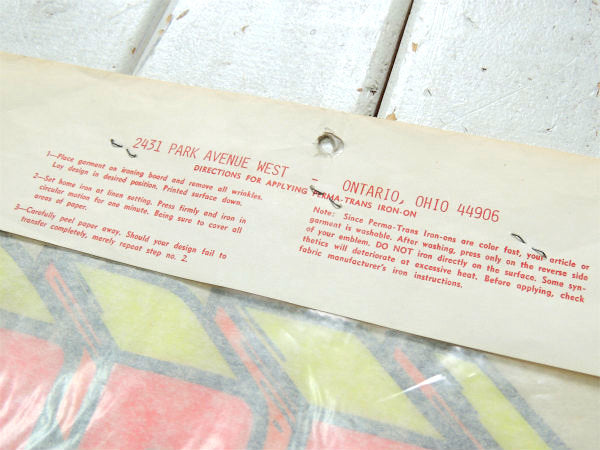 2431 PARK AVENUE WEST - ONTARIO, OHIO 44906
DIRECTIONS FOR APPLYING PERMA-TRANS IRON-ON
1—Place garment on ironing board and remove all wrinkles.
Lay design in desired position. Printed surface down.
2—Set home iron at linen setting. Press firmly and iron in
circular motion for one minute. Being sure to cover all
areas of paper.
3—Carefully peel paper away. Should your design fail to
transfer completely, merely repeat step no. 2.
Note: Since Perma-Trans Iron-ons are color fast, your article or
garment is washable. After washing, press only on the reverse side
of your emblem. DO NOT iron directly on the surface. Some syn-
thetics will deteriorate at excessive heat. Before applying, check
fabric manufacturer's iron instructions.